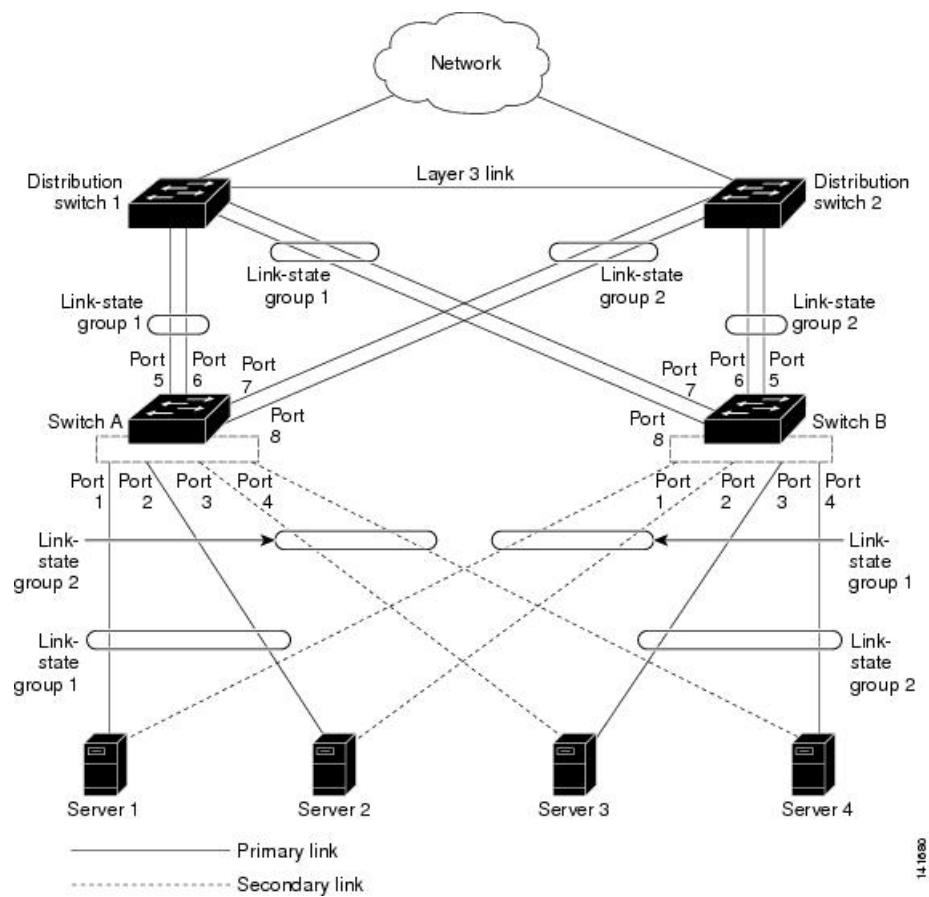 Network
Layer 3 link
Distribution
switch 1
Distribution
switch 2
Link-state
group 1
Link-state
group 2
Link-state
group 1
Link-state
group 2
Port
5
Port
6
Port
7
Port
8
Port
7
Port
6
Port
5
Port
8
Switch A
Switch B
Port
1
Port
2
Port
3
Port
4
Port
1
Port
2
Port
3
Port
4
Link-
state
group 2
Link-
state
group 1
Link-
state
group 1
Link-
state
group 2
Server 1
Server 2
Server 3
Server 4
Primary link
Secondary link
141680